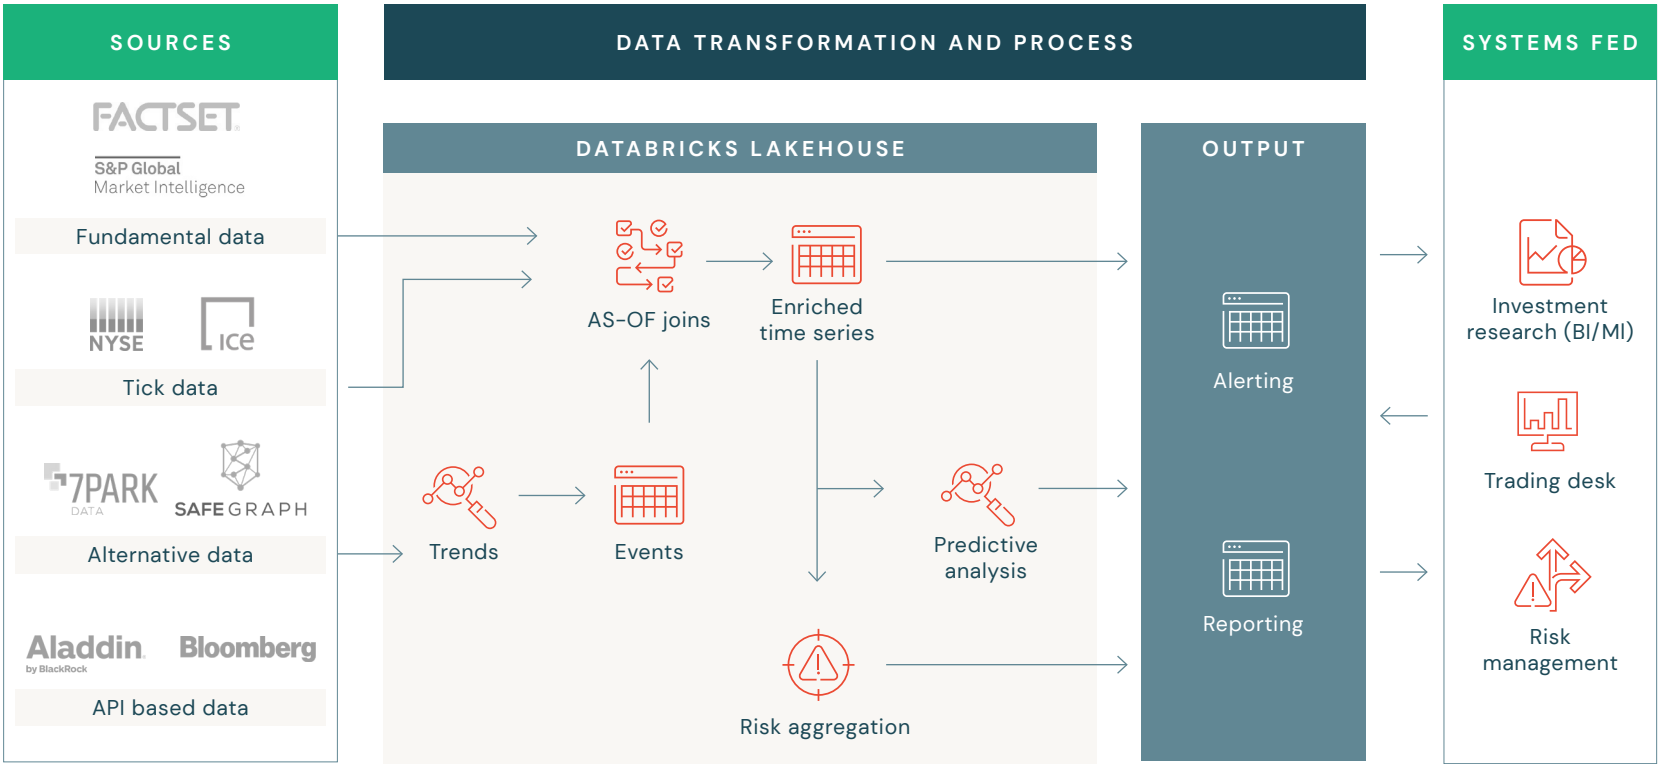 SOURCES
FACTSET
S&P Global
Market Intelligence
Fundamental data
NYSE
ice
Tick data
7PARK
DATA
SAFEGRAPH
Alternative data
Aladdin
by BlackRock
Bloomberg
API based data
DATA TRANSFORMATION AND PROCESS
DATABRICKS LAKEHOUSE
AS-OF joins
Enriched
time series
Trends
Events
Predictive
analysis
Risk aggregation
OUTPUT
Alerting
Reporting
SYSTEMS FED
Investment
research (BI/MI)
Trading desk
Risk
management